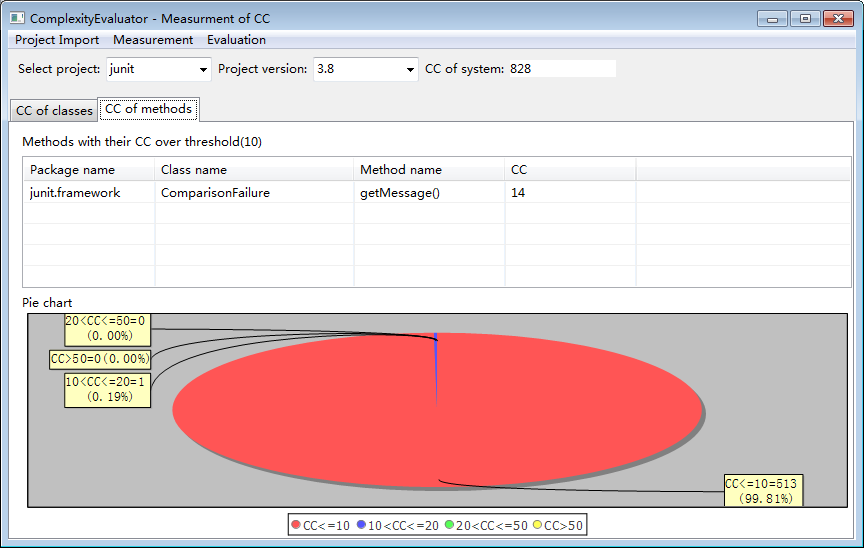 ComplexityEvaluator - Measurment of CC
Project Import Measurement Evaluation
Select project: junit Project version: 3.8 CC of system: 828
CC of classes CC of methods
Methods with their CC over threshold(10)
Package name Class name Method name CC
junit.framework ComparisonFailure getMessage() 14
Pie chart
20<CC<=50=0
(0.00%)
CC>50=0(0.00%)
10<CC<=20=1
(0.19%)
CC<=10=513
(99.81%)
CC<=10 10<CC<=20 20<CC<=50 CC>50